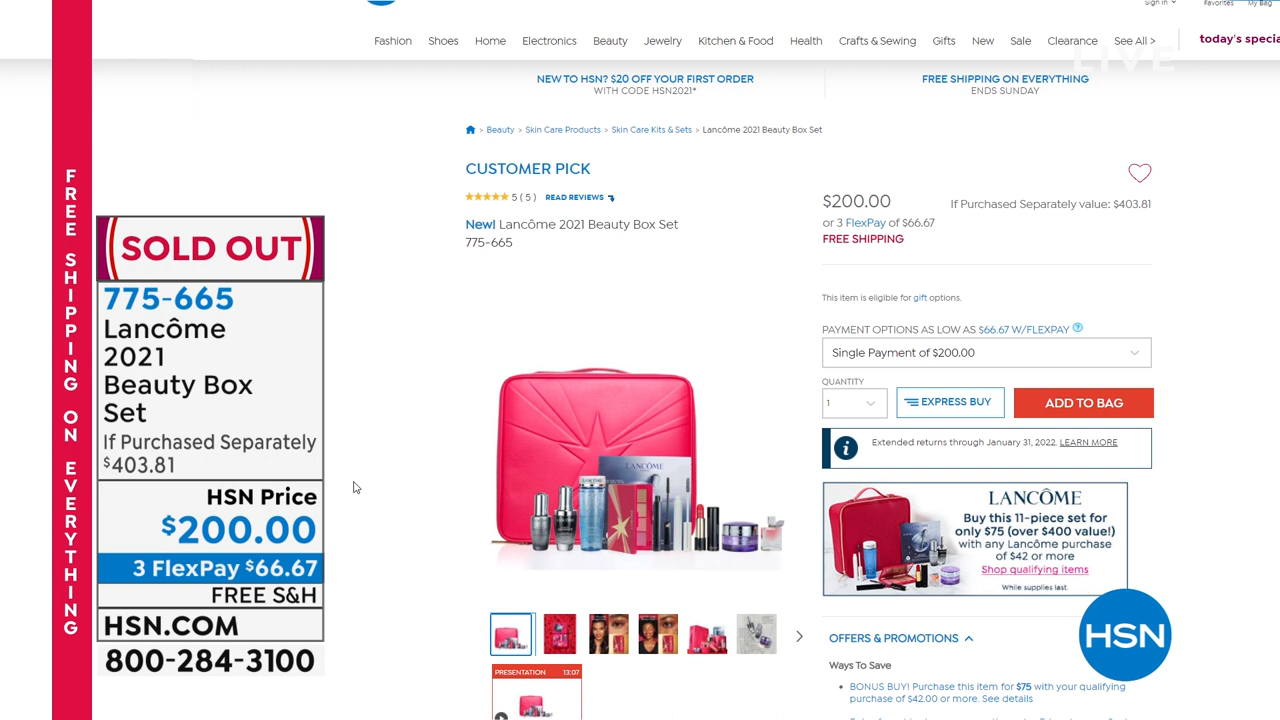 Sign In
Favorites
My Bag
Fashion Shoes Home Electronics Beauty Jewelry Kitchen & Food Health Crafts & Sewing Gifts New Sale Clearance See All >
today's specia
LIVE
NEW TO HSN? $20 OFF YOUR FIRST ORDER
WITH CODE HSN2021*
FREE SHIPPING ON EVERYTHING
ENDS SUNDAY
> Beauty > Skin Care Products > Skin Care Kits & Sets > Lancôme 2021 Beauty Box Set
CUSTOMER PICK
5 ( 5 ) READ REVIEWS
New! Lancôme 2021 Beauty Box Set
775-665
$200.00
If Purchased Separately value: $403.81
or 3 FlexPay of $66.67
FREE SHIPPING
This item is eligible for gift options.
PAYMENT OPTIONS AS LOW AS $66.67 W/FLEXPAY ?
Single Payment of $200.00
QUANTITY
1
EXPRESS BUY
ADD TO BAG
i
Extended returns through January 31, 2022. LEARN MORE
LANCÔME
LANCÔME
Buy this 11-piece set for
only $75 (over $400 value!)
with any Lancôme purchase
of $42 or more
Shop qualifying items
While supplies last.
OFFERS & PROMOTIONS
Ways To Save
• BONUS BUY! Purchase this item for $75 with your qualifying
purchase of $42.00 or more. See details
PRESENTATION 13:07
HSN
FREE SHIPPING ON EVERYTHING
SOLD OUT
775-665
Lancôme
2021
Beauty Box
Set
If Purchased Separately
$403.81
HSN Price
$200.00
3 FlexPay $66.67
FREE S&H
HSN.COM
800-284-3100